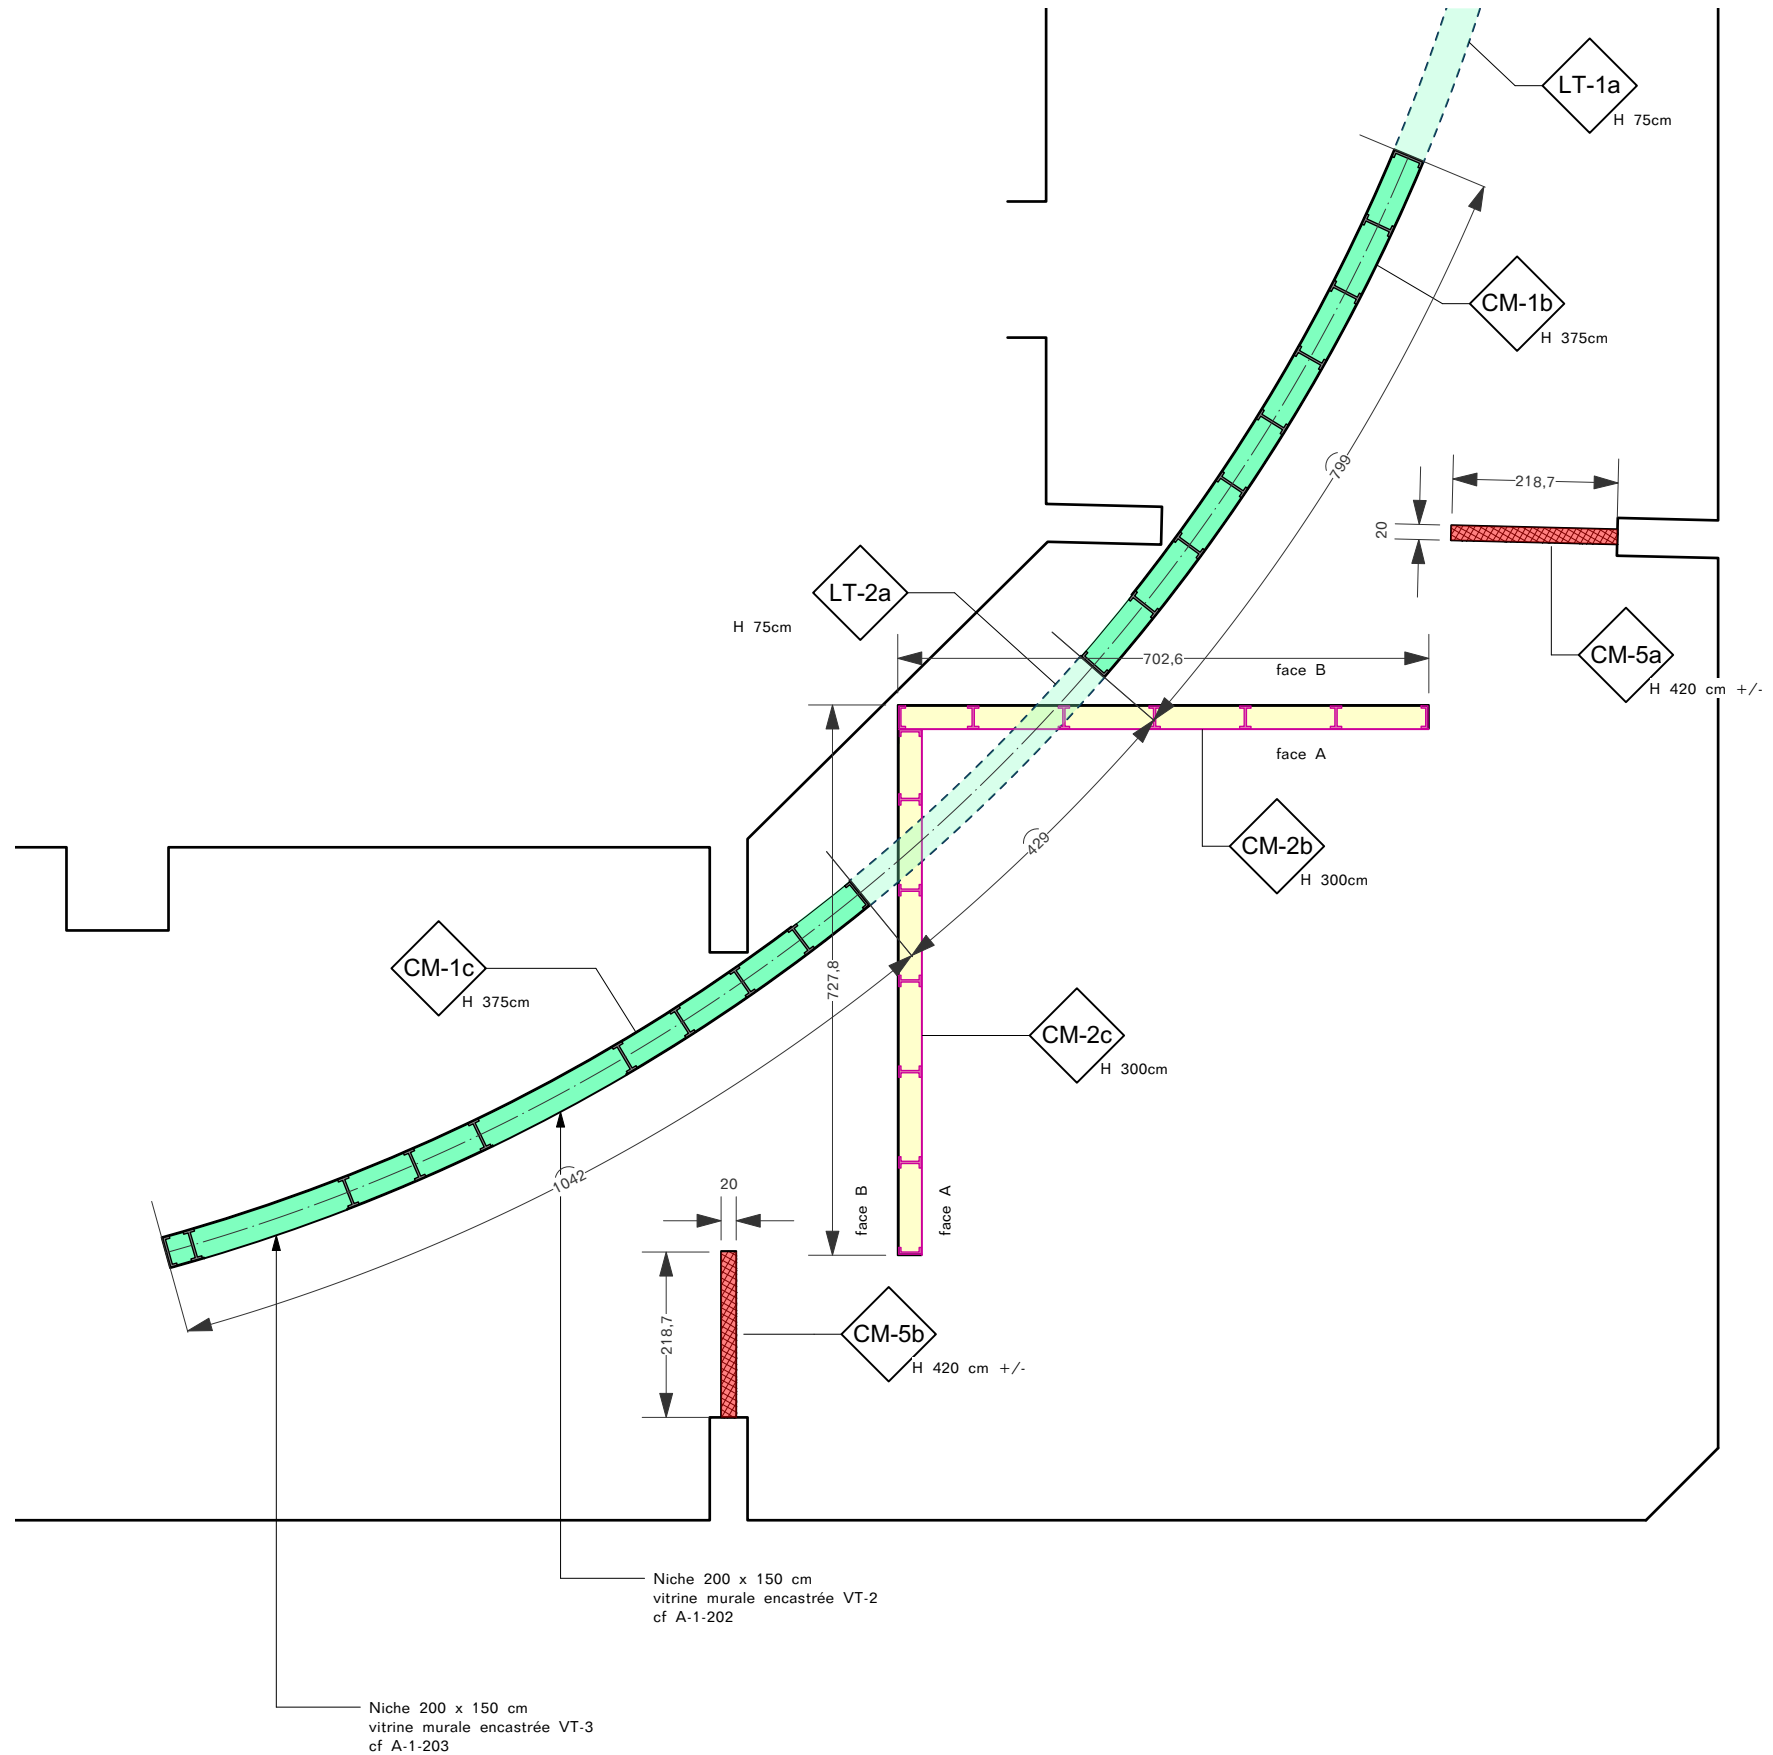 LT-1a
H 75cm
CM-1b
H 375cm
799
218,7
20
LT-2a
H 75cm
702,6
face B
CM-5a
H 420 cm +/-
face A
429
CM-2b
H 300cm
CM-1c
H 375cm
727,8
CM-2c
H 300cm
1042
20
face B
face A
218,7
CM-5b
H 420 cm +/-
Niche 200 x 150 cm
vitrine murale encastrée VT-2
cf A-1-202
Niche 200 x 150 cm
vitrine murale encastrée VT-3
cf A-1-203